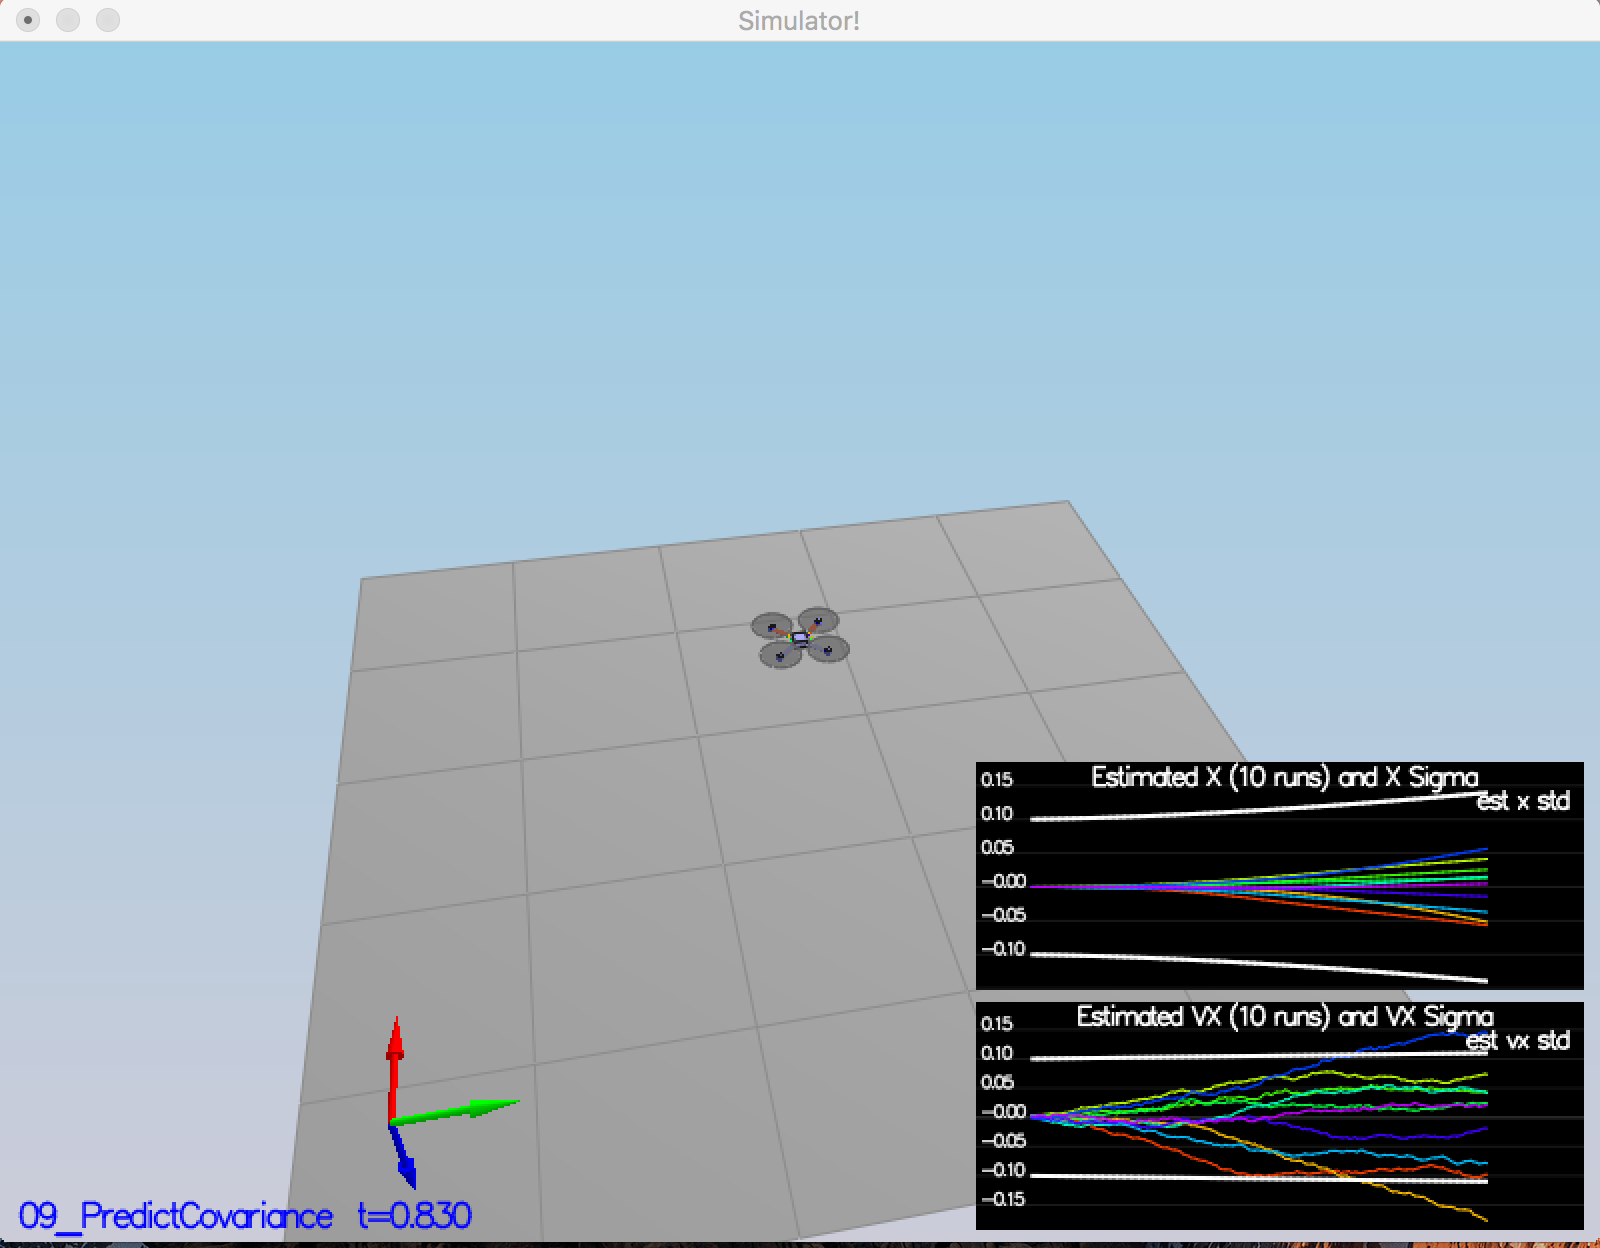 Simulator!
Estimated X (10 runs) and X Sigma
est x std
0.15
0.10
0.05
-0.00
-0.05
-0.10
Estimated VX (10 runs) and VX Sigma
est vx std
0.15
0.10
0.05
-0.00
-0.05
-0.10
-0.15
09_PredictCovariance t=0.830